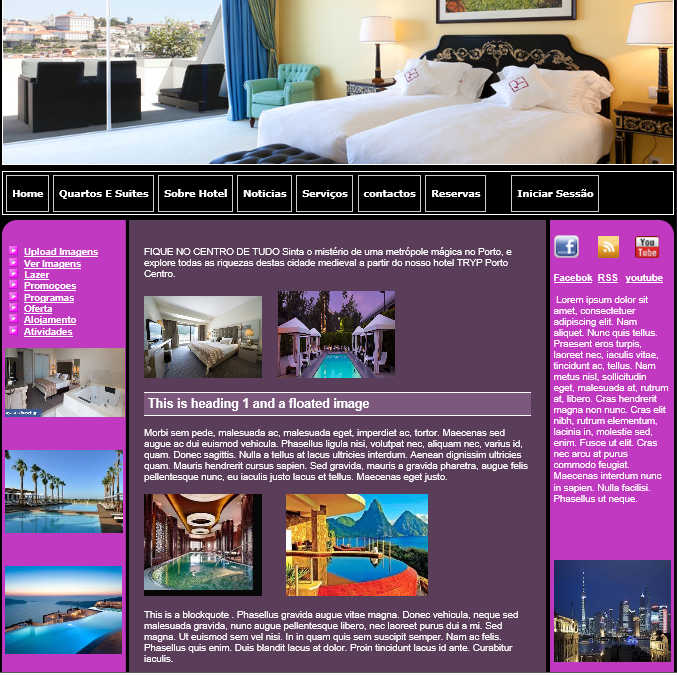 Home Quartos E Suites Sobre Hotel Noticias Serviços contactos Reservas Iniciar Sessão
Upload Imagens
Ver Imagens
Lazer
Promoçoes
Programas
Oferta
Alojamento
Atividades
FIQUE NO CENTRO DE TUDO Sinta o mistério de uma metrópole mágica no Porto, e
explore todas as riquezas destas cidade medieval a partir do nosso hotel TRYP Porto
Centro.
This is heading 1 and a floated image
Morbi sem pede, malesuada ac, malesuada eget, imperdiet ac, tortor. Maecenas sed
augue ac dui euismod vehicula. Phasellus ligula nisi, volutpat nec, aliquam nec, varius id,
quam. Donec sagittis. Nulla a tellus at lacus ultricies interdum. Aenean dignissim ultricies
quam. Mauris hendrerit cursus sapien. Sed gravida, mauris a gravida pharetra, augue felis
pellentesque nunc, eu iaculis justo lacus et tellus. Maecenas eget justo.
This is a blockquote . Phasellus gravida augue vitae magna. Donec vehicula, neque sed
malesuada gravida, nunc augue pellentesque libero, nec laoreet purus dui a mi. Sed
magna. Ut euismod sem vel nisi. In in quam quis sem suscipit semper. Nam ac felis.
Phasellus quis enim. Duis blandit lacus at dolor. Proin tincidunt lacus id ante. Curabitur
iaculis.
You
Tube
Facebok RSS youtube
Lorem ipsum dolor sit
amet, consectetuer
adipiscing elit. Nam
aliquet. Nunc quis tellus.
Praesent eros turpis,
laoreet nec, iaculis vitae,
tincidunt ac, tellus. Nam
metus nisl, sollicitudin
eget, malesuada at, rutrum
at, libero. Cras hendrerit
magna non nunc. Cras elit
nibh, rutrum elementum,
lacinia in, molestie sed,
enim. Fusce ut elit. Cras
nec arcu at purus
commodo feugiat.
Maecenas interdum nunc
in sapien. Nulla facilisi.
Phasellus ut neque.